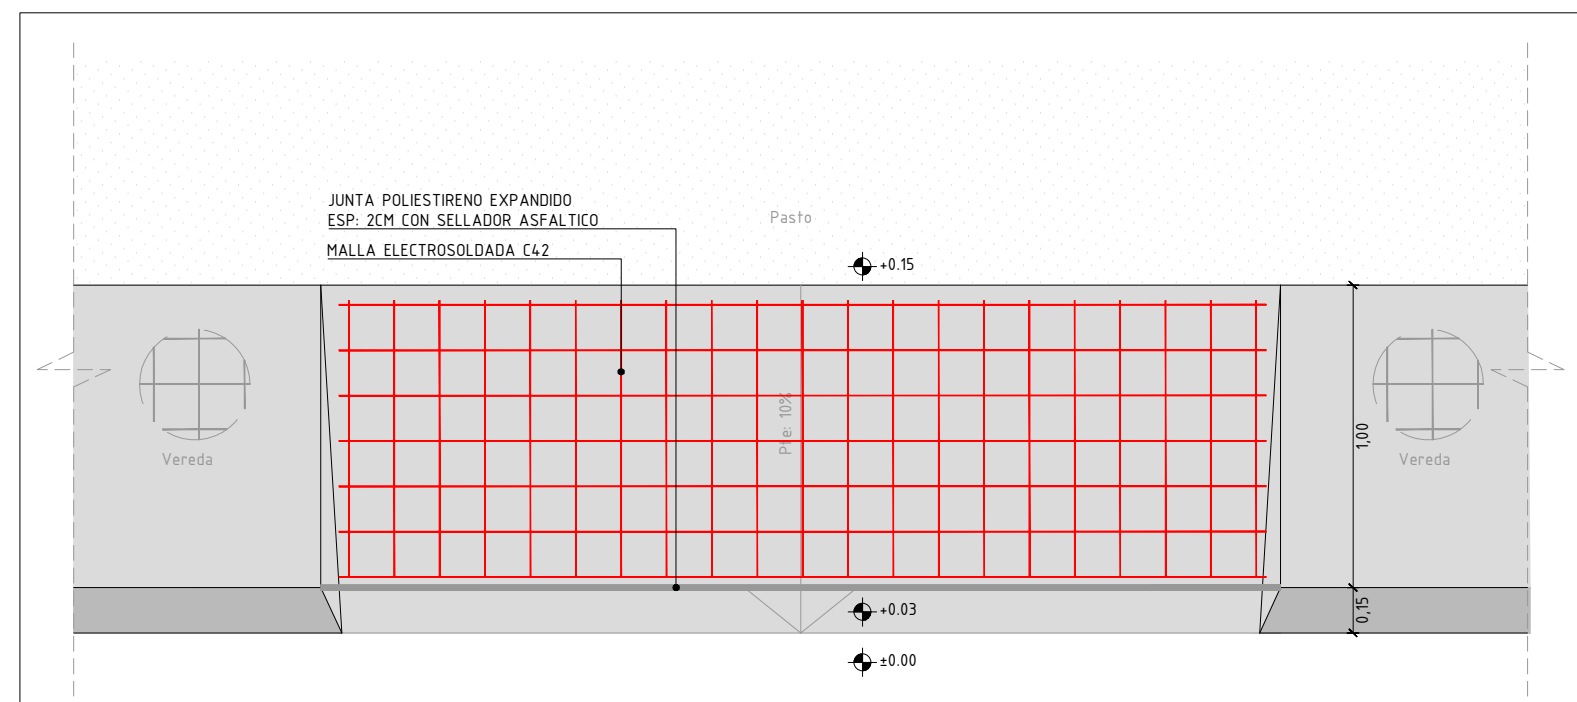 JUNTA POLIESTIRENO EXPANDIDO
ESP: 2CM CON SELLADOR ASFALTICO
MALLA ELECTROSOLDADA C42
Pasto
+0.15
Pte: 10%
Vereda
Vereda
1,00
0,15
+0.03
±0.00